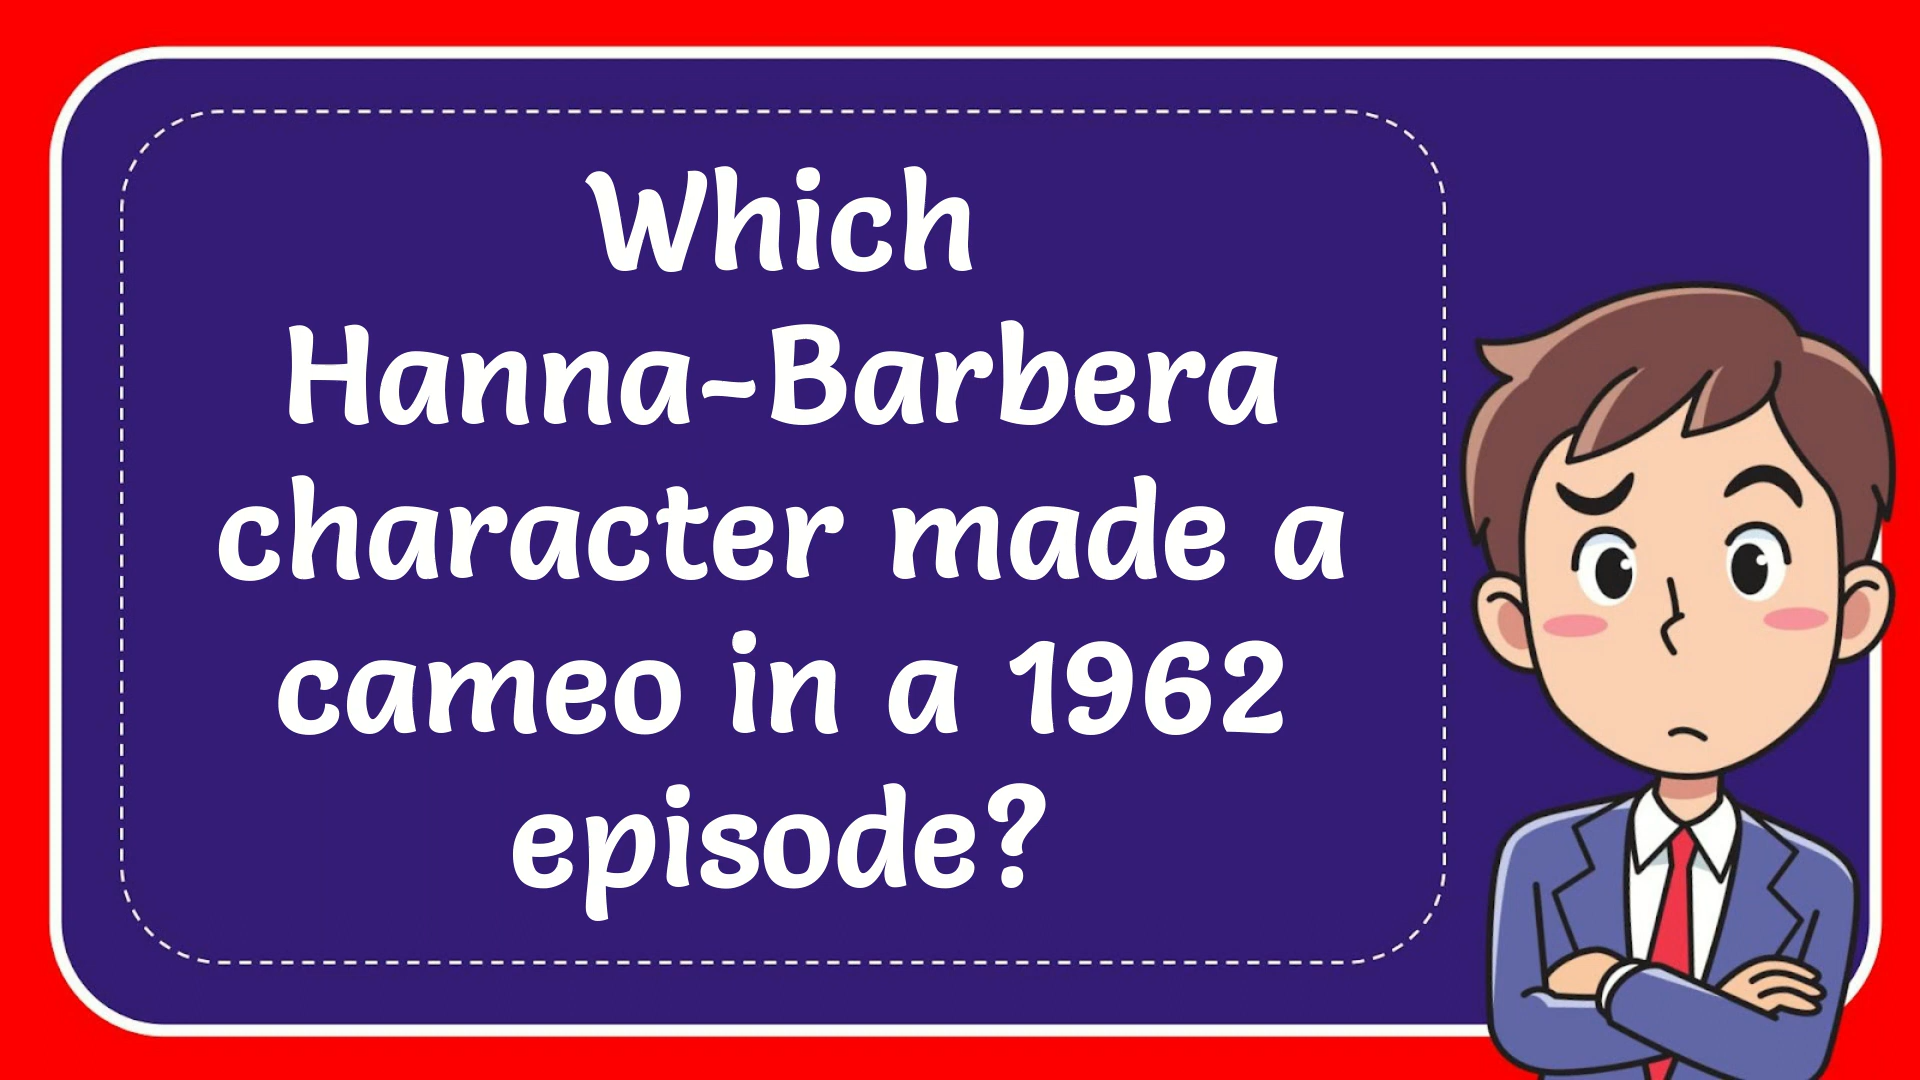 Which
Hanna-Barbera
character made a
cameo in a 1962
episode?